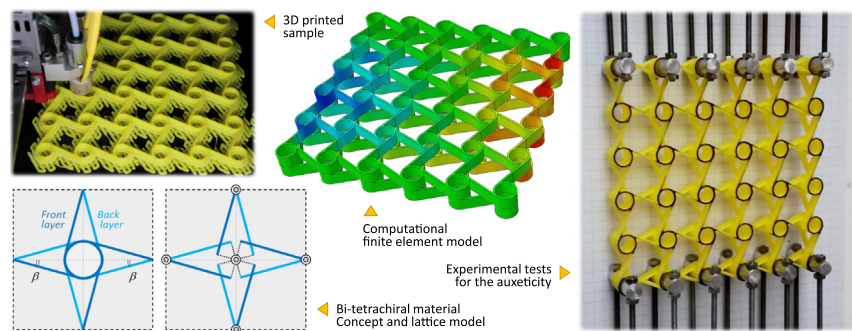 3D printed
sample
Front
layer
Back
layer
β
β
Computational
finite element model
Experimental tests
for the auxeticity
Bi-tetrachiral material
Concept and lattice model